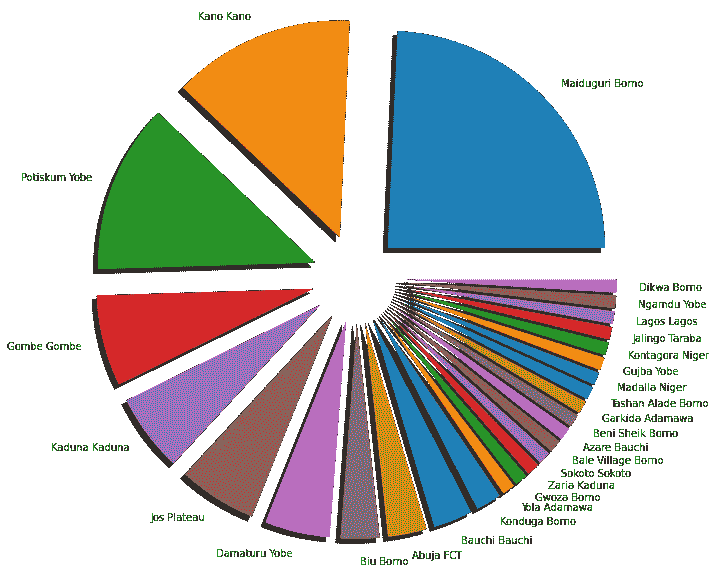 Kano Kano
Maiduguri Borno
Potiskum Yobe
Gombe Gombe
Kaduna Kaduna
Jos Plateau
Damaturu Yobe
Biu Borno
Abuja FCT
Bauchi Bauchi
Konduga Borno
Yola Adamawa
Gwoza Borno
Zaria Kaduna
Sokoto Sokoto
Bale Village Borno
Azare Bauchi
Beni Sheik Borno
Garkida Adamawa
Tashan Alade Borno
Madalla Niger
Gujba Yobe
Kontagora Niger
Jalingo Taraba
Lagos Lagos
Ngamdu Yobe
Dikwa Borno